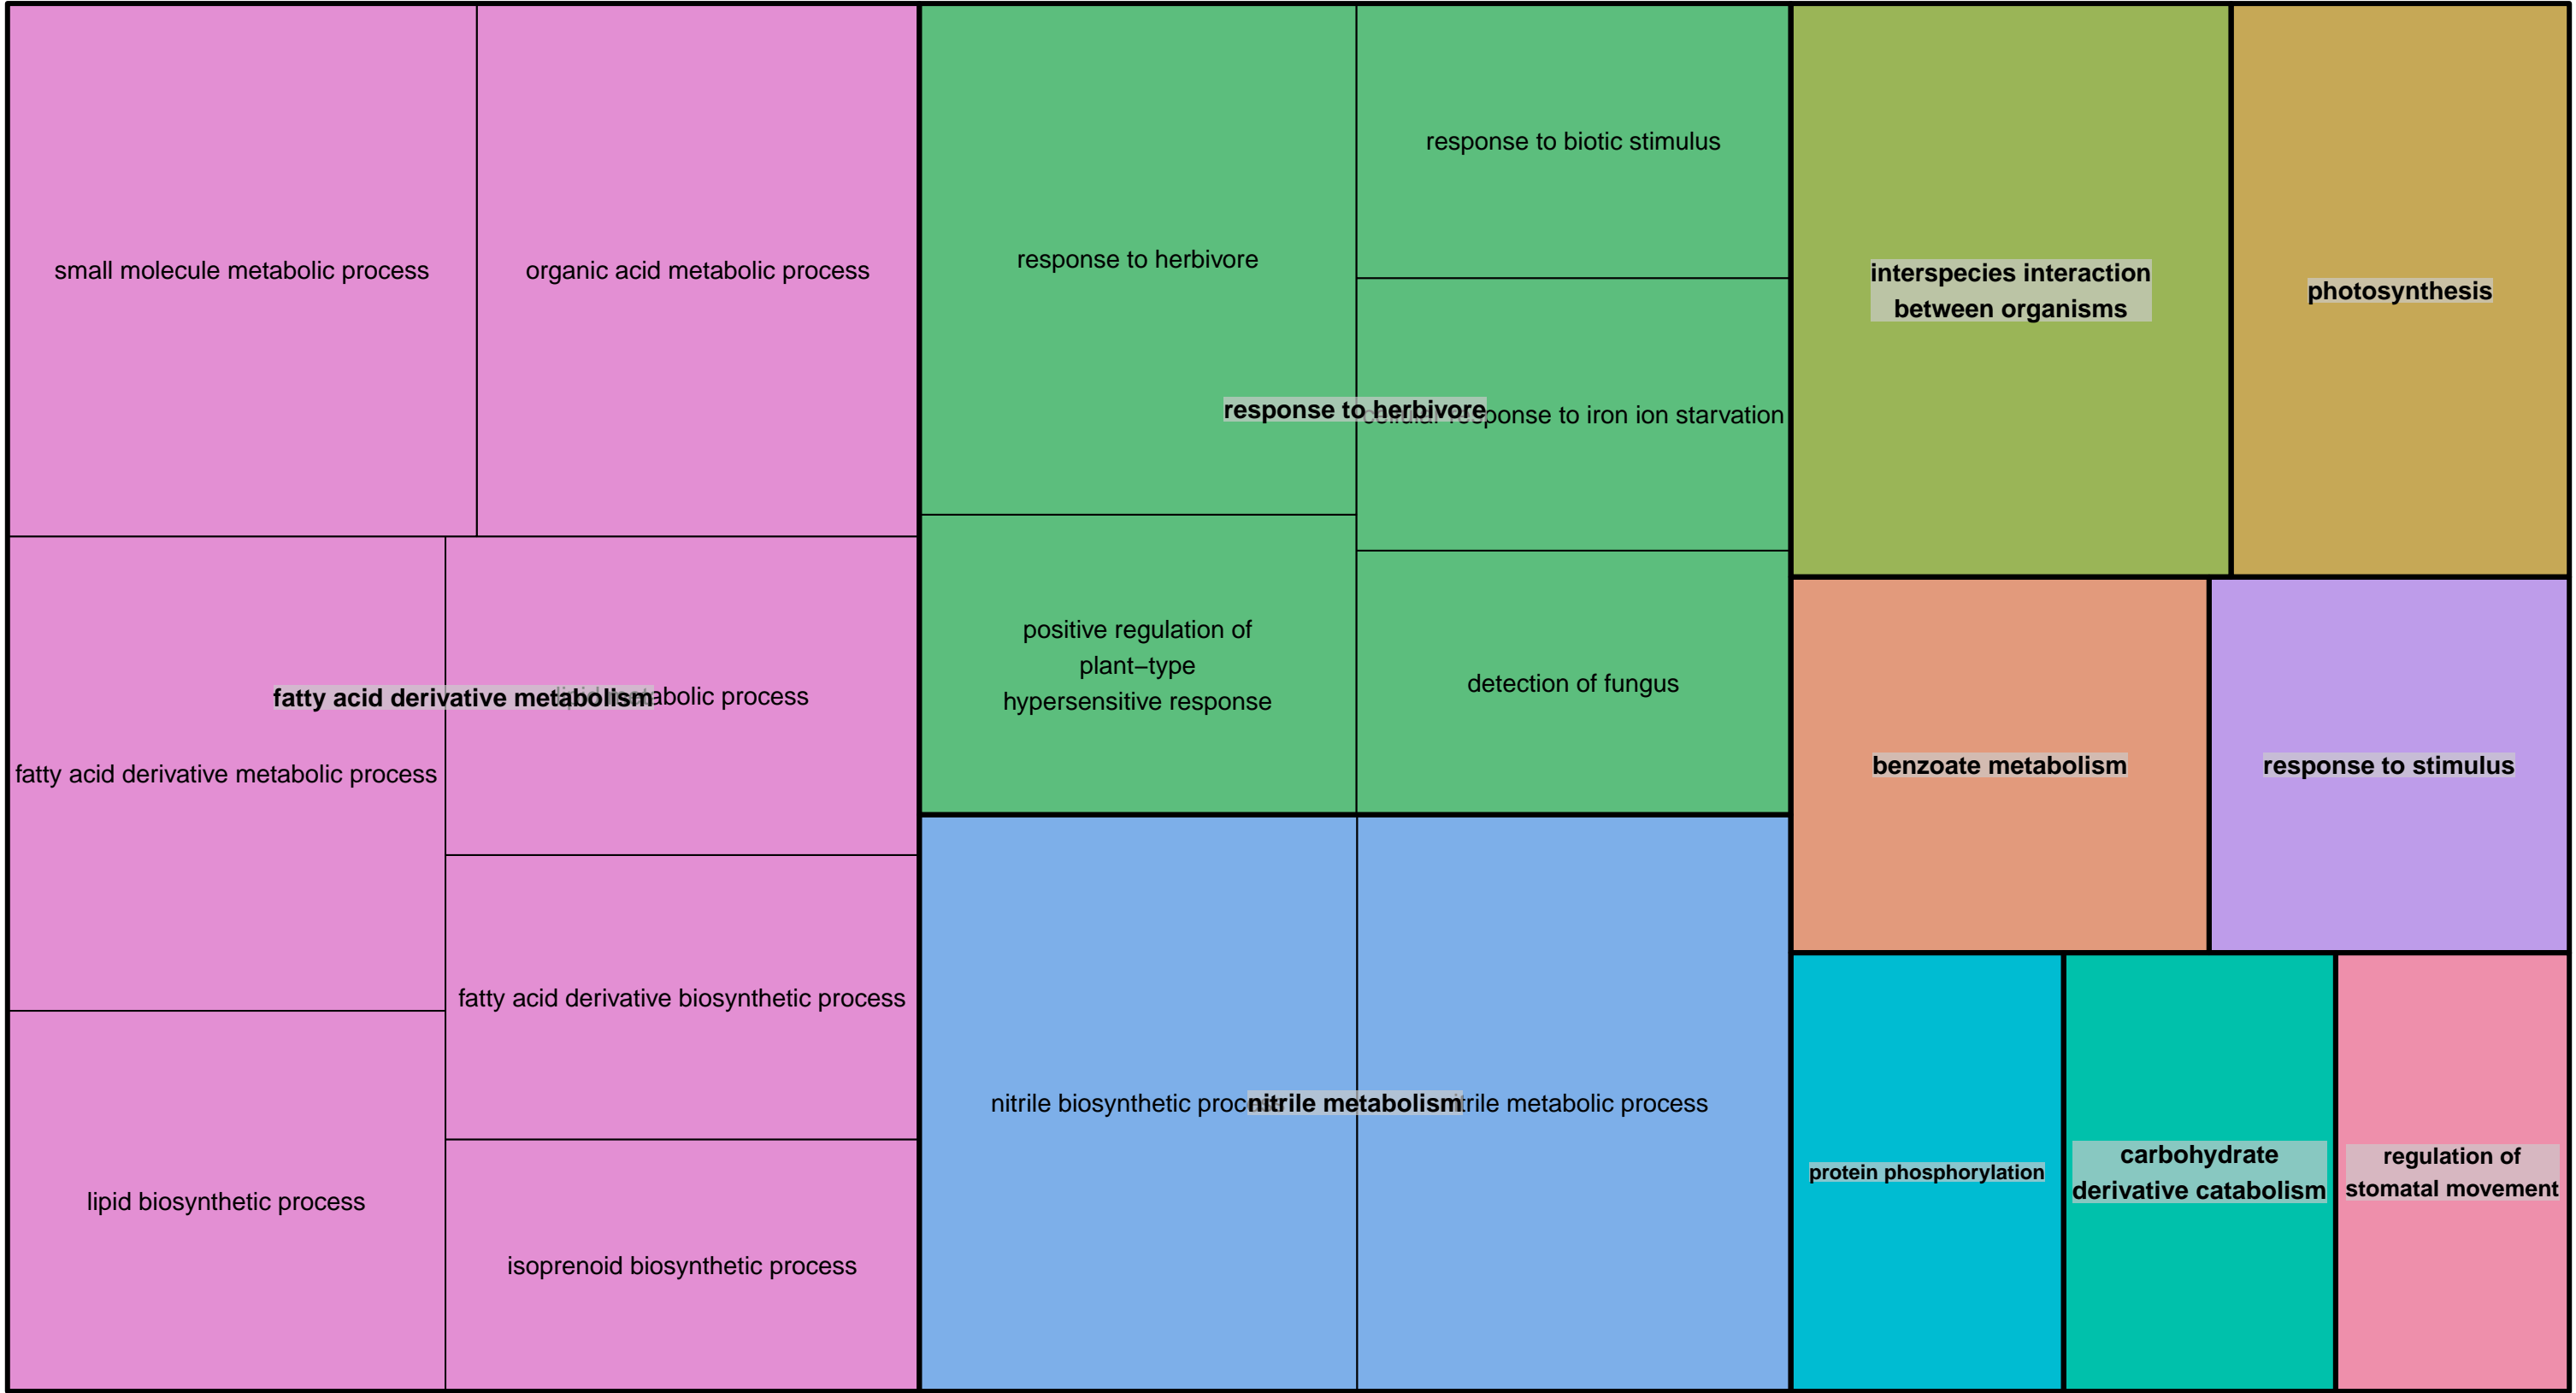 small molecule metabolic process
organic acid metabolic process
fatty acid derivative metabolism
abolic process
fatty acid derivative metabolic process
fatty acid derivative biosynthetic process
lipid biosynthetic process
isoprenoid biosynthetic process
response to herbivore
response to biotic stimulus
response to herbivore
response to iron ion starvation
positive regulation of
plant–type
hypersensitive response
detection of fungus
nitrile biosynthetic process
nitrile metabolism
nitrile metabolic process
interspecies interaction
between organisms
photosynthesis
benzoate metabolism
response to stimulus
protein phosphorylation
carbohydrate
derivative catabolism
regulation of
stomatal movement